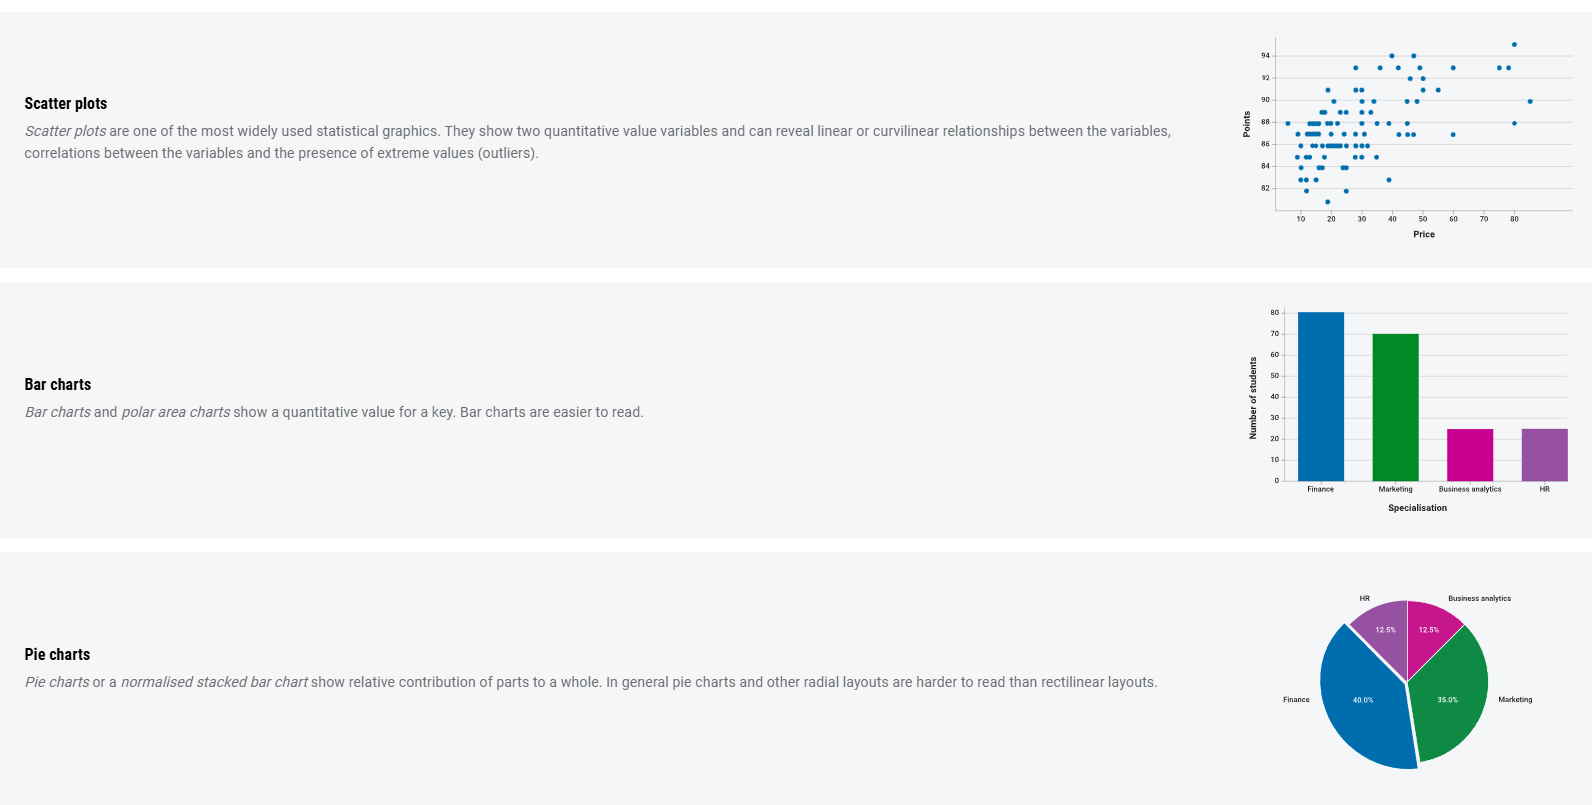 Scatter plots
Scatter plots are one of the most widely used statistical graphics. They show two quantitative value variables and can reveal linear or curvilinear relationships between the variables,
correlations between the variables and the presence of extreme values (outliers).
94
92
90
88
86
84
82
Points
10 20 30 40 50 60 70 80
Price
Bar charts
Bar charts and polar area charts show a quantitative value for a key. Bar charts are easier to read.
80
70
60
50
40
30
20
10
0
Number of students
Finance Marketing Business analytics HR
Specialisation
Pie charts
Pie charts or a normalised stacked bar chart show relative contribution of parts to a whole. In general pie charts and other radial layouts are harder to read than rectilinear layouts.
HR Business analytics
12.5% 12.5%
Finance 40.0% 35.0% Marketing